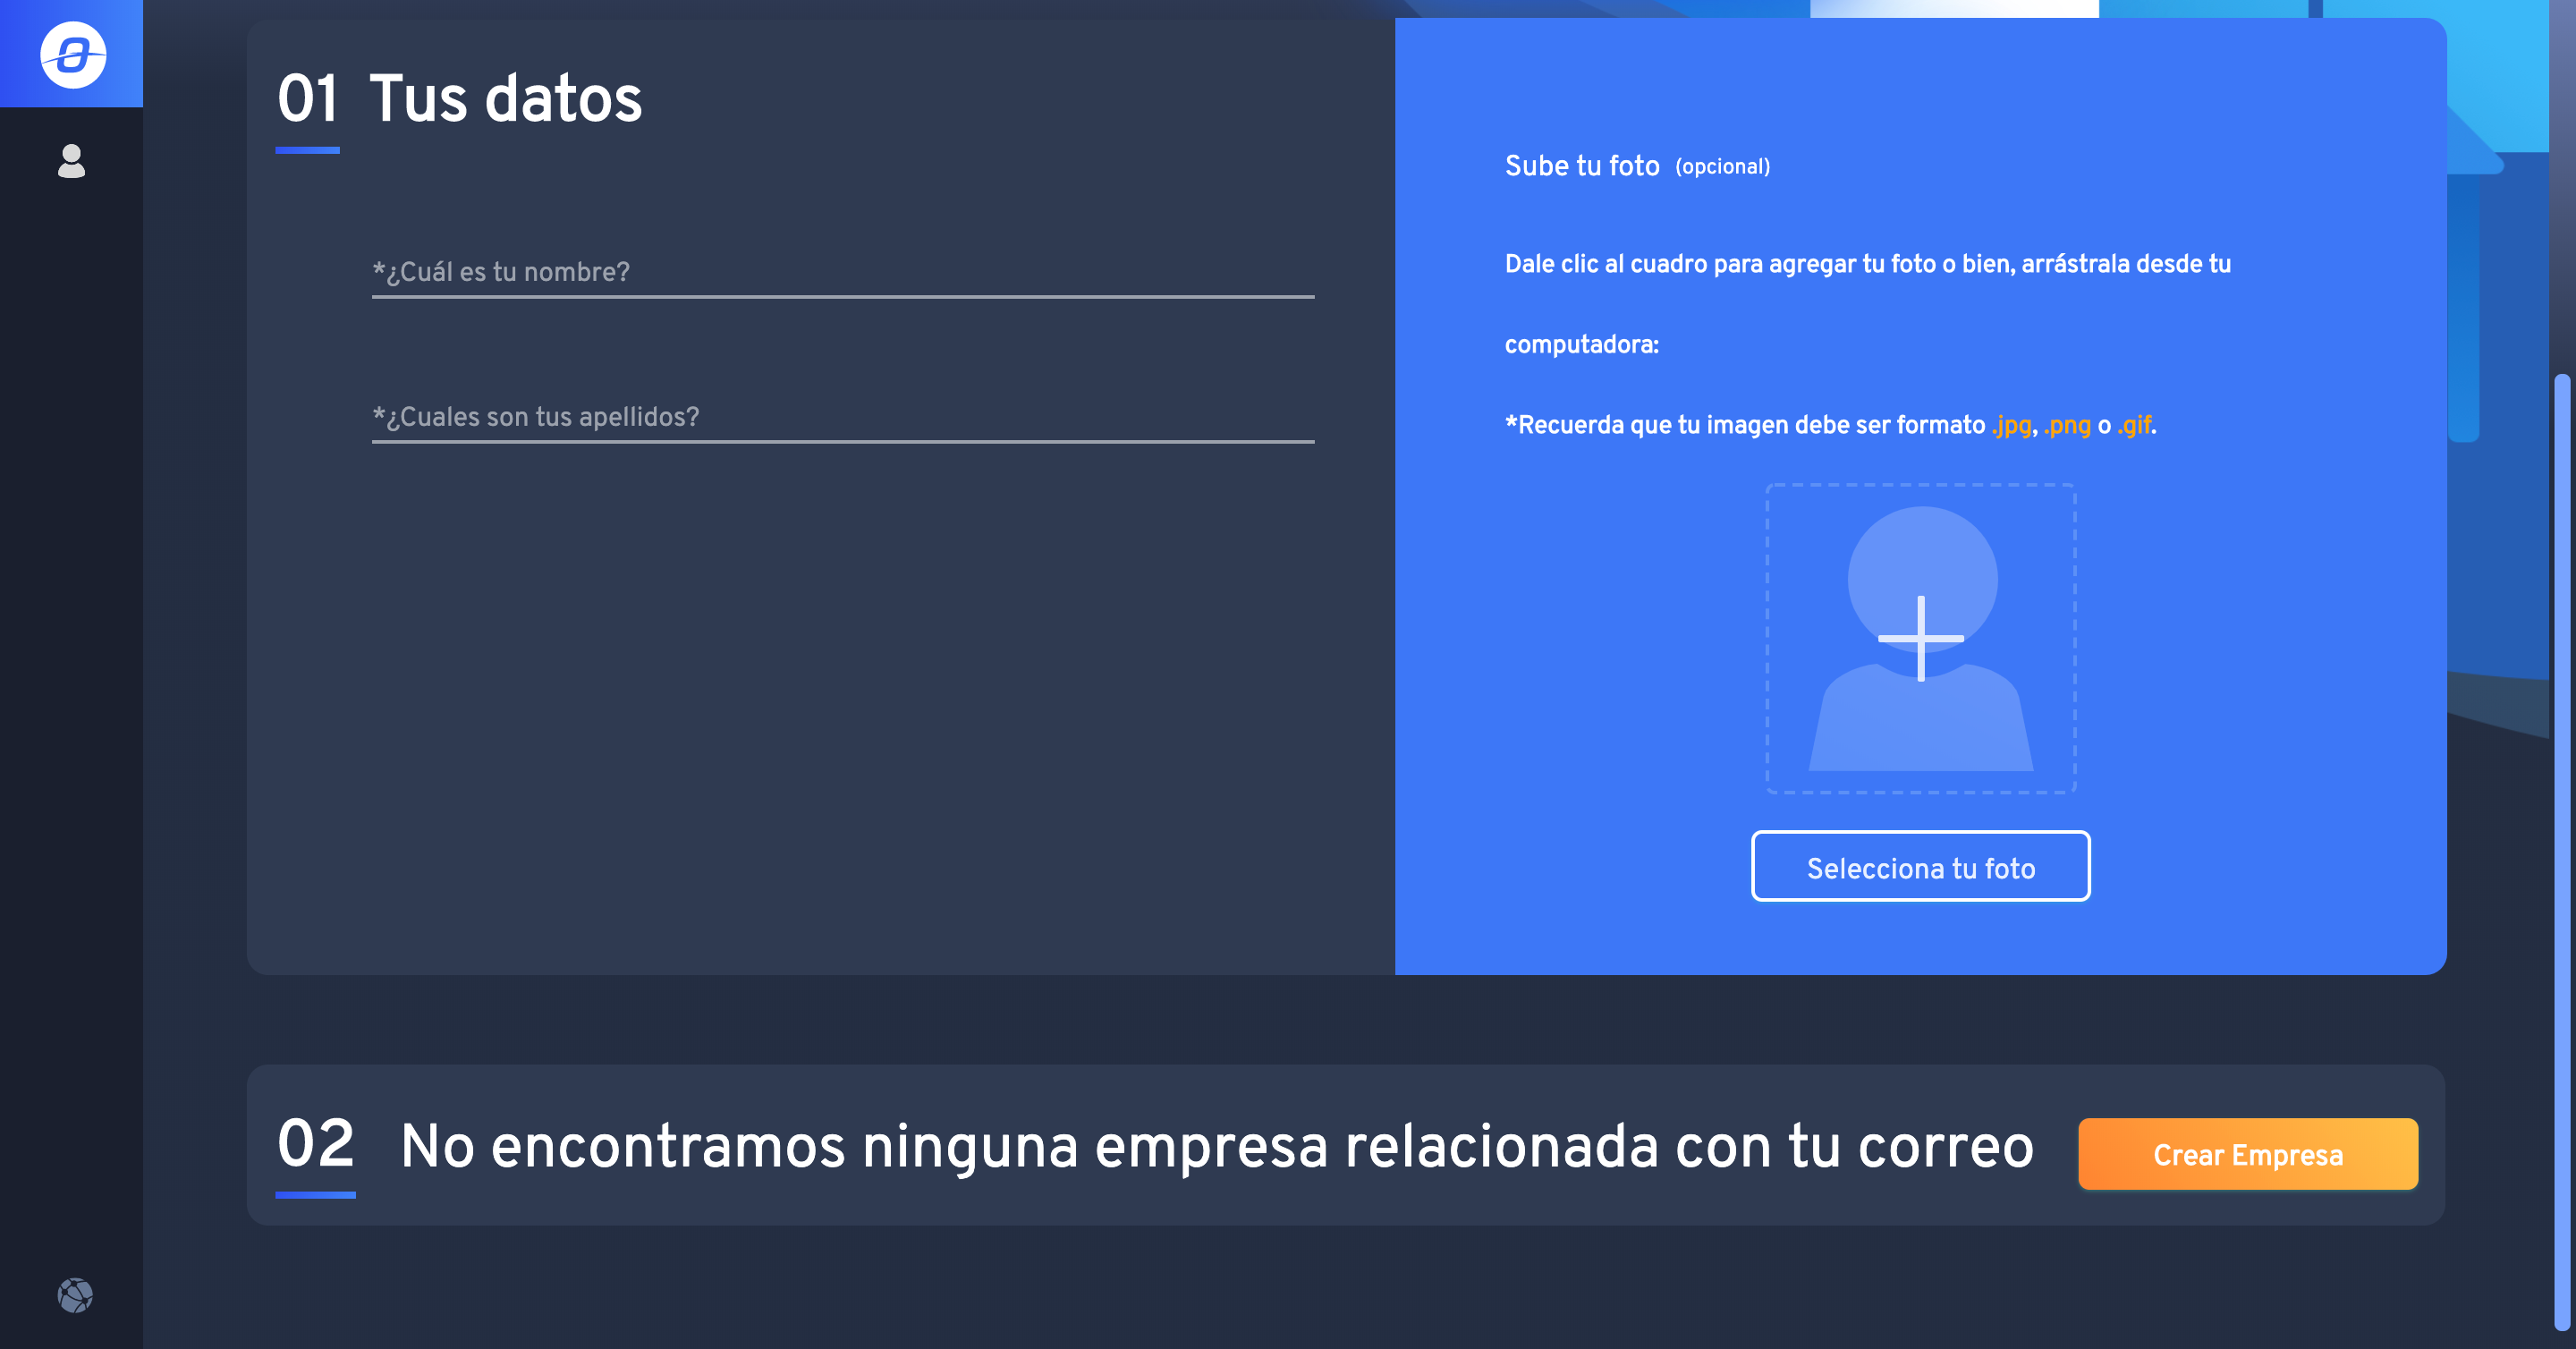 01 Tus datos
*¿Cuál es tu nombre?
*¿Cuales son tus apellidos?
Sube tu foto (opcional)
Dale clic al cuadro para agregar tu foto o bien, arrástrala desde tu
computadora:
*Recuerda que tu imagen debe ser formato .jpg, .png o .gif.
Selecciona tu foto
02 No encontramos ninguna empresa relacionada con tu correo
Crear Empresa